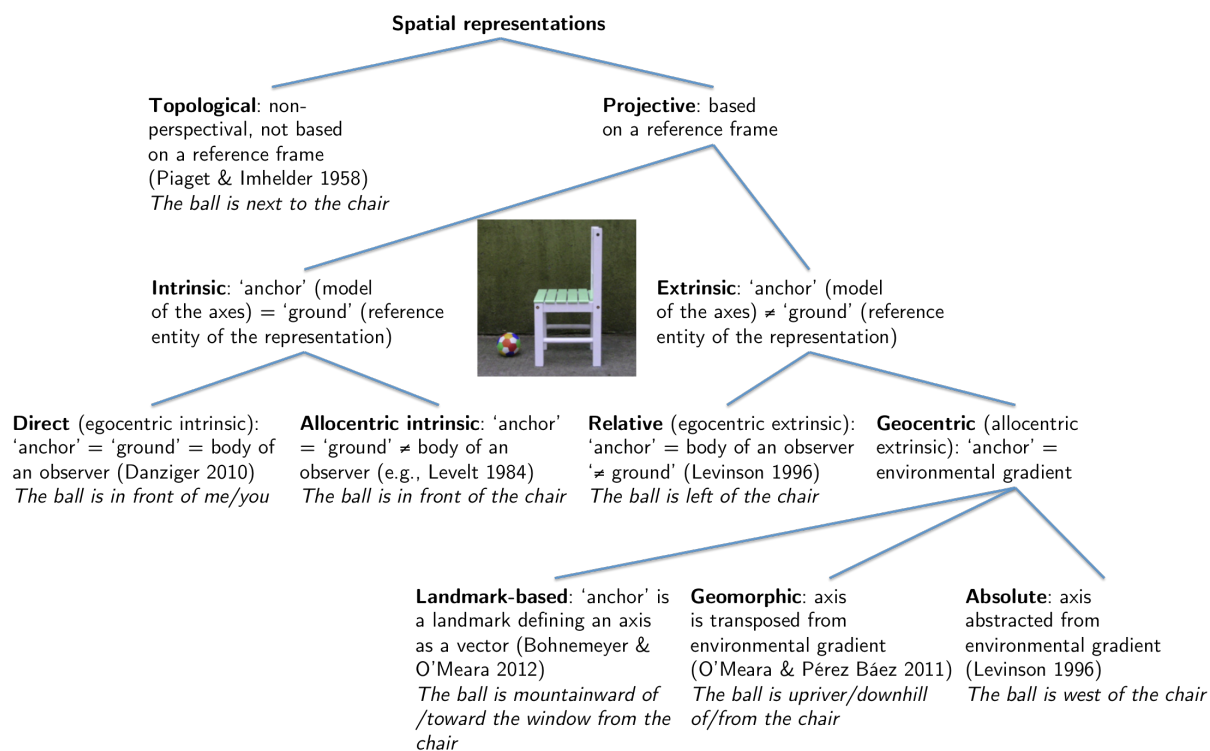 Spatial representations
Topological: non-
perspectival, not based
on a reference frame
(Piaget & Imhelder 1958)
The ball is next to the chair
Projective: based
on a reference frame
Intrinsic: ‘anchor’ (model
of the axes) = ‘ground’ (reference
entity of the representation)
Extrinsic: ‘anchor’ (model
of the axes) ≠ ‘ground’ (reference
entity of the representation)
Direct (egocentric intrinsic):
‘anchor’ = ‘ground’ = body of
an observer (Danziger 2010)
The ball is in front of me/you
Allocentric intrinsic: ‘anchor’
= ‘ground’ ≠ body of an
observer (e.g., Levelt 1984)
The ball is in front of the chair
Relative (egocentric extrinsic):
‘anchor’ = body of an observer
‘≠ ground’ (Levinson 1996)
The ball is left of the chair
Geocentric (allocentric
extrinsic): ‘anchor’ =
environmental gradient
Landmark-based: ‘anchor’ is
a landmark defining an axis
as a vector (Bohnemeyer &
O’Meara 2012)
The ball is mountainward of
/toward the window from the
chair
Geomorphic: axis
is transposed from
environmental gradient
(O’Meara & Pérez Báez 2011)
The ball is upriver/downhill
of/from the chair
Absolute: axis
abstracted from
environmental gradient
(Levinson 1996)
The ball is west of the chair